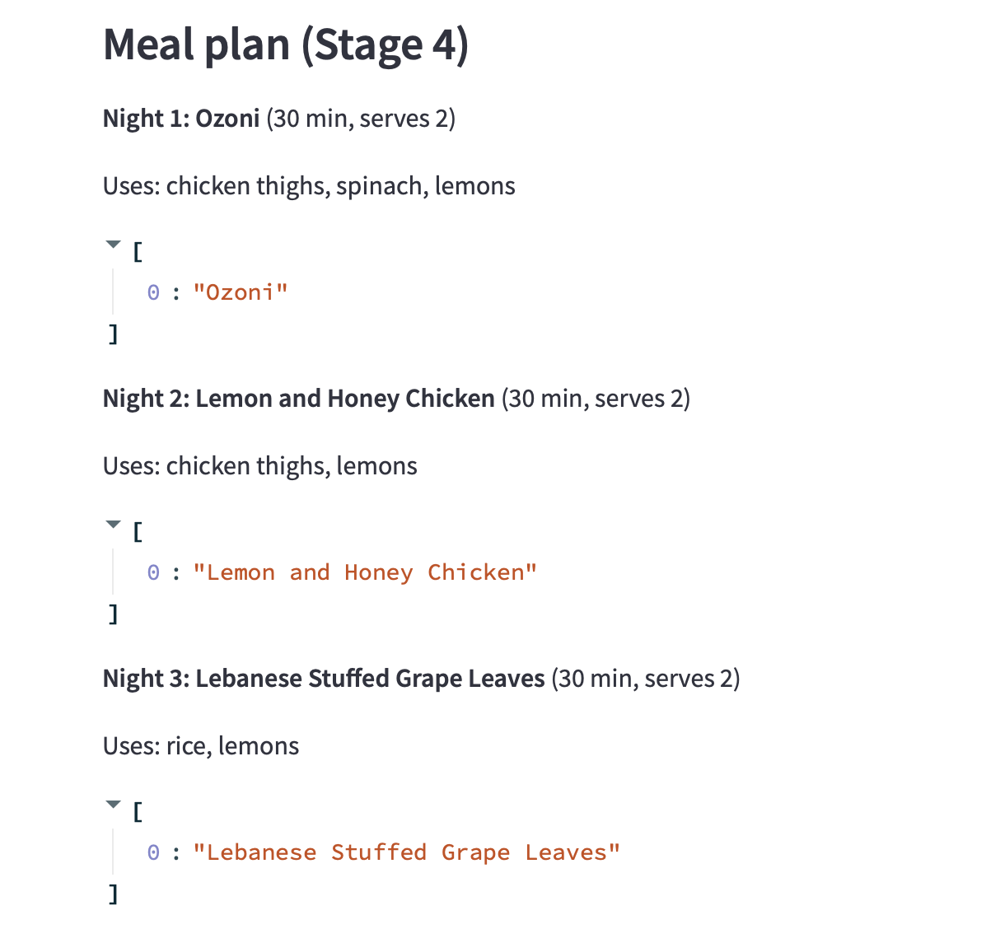 Meal plan (Stage 4)
Night 1: Ozoni (30 min, serves 2)
Uses: chicken thighs, spinach, lemons
[
0 : "Ozoni"
]
Night 2: Lemon and Honey Chicken (30 min, serves 2)
Uses: chicken thighs, lemons
[
0 : "Lemon and Honey Chicken"
]
Night 3: Lebanese Stuffed Grape Leaves (30 min, serves 2)
Uses: rice, lemons
[
0 : "Lebanese Stuffed Grape Leaves"
]